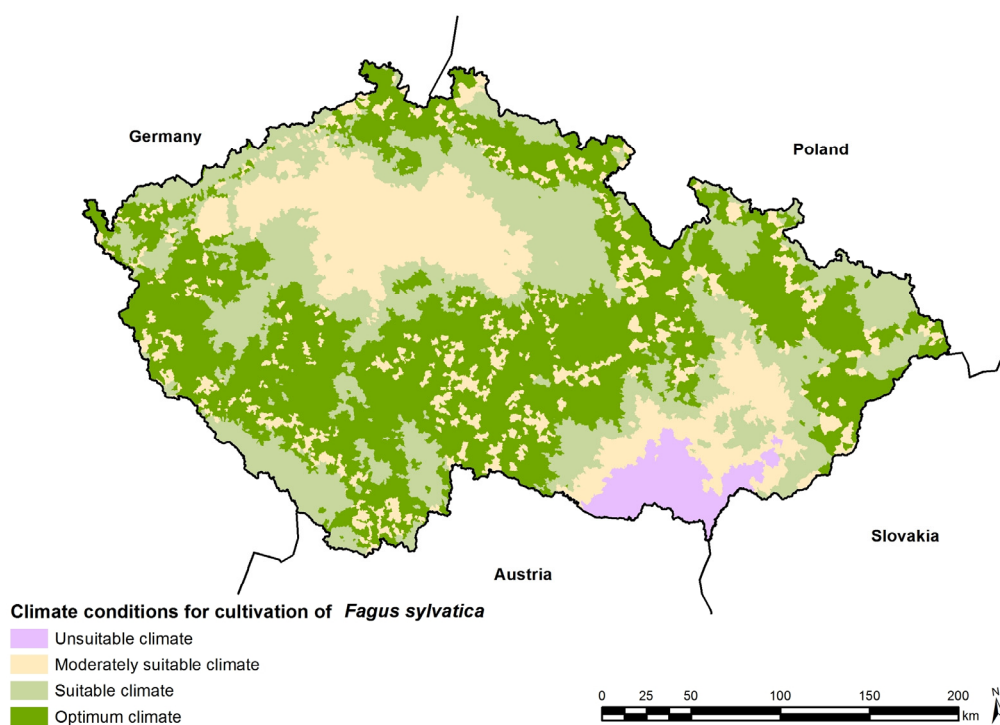 Germany
Poland
Slovakia
Austria
Climate conditions for cultivation of Fagus sylvatica
Unsuitable climate
Moderately suitable climate
Suitable climate
Optimum climate
0 25 50 100 150 200
km
N